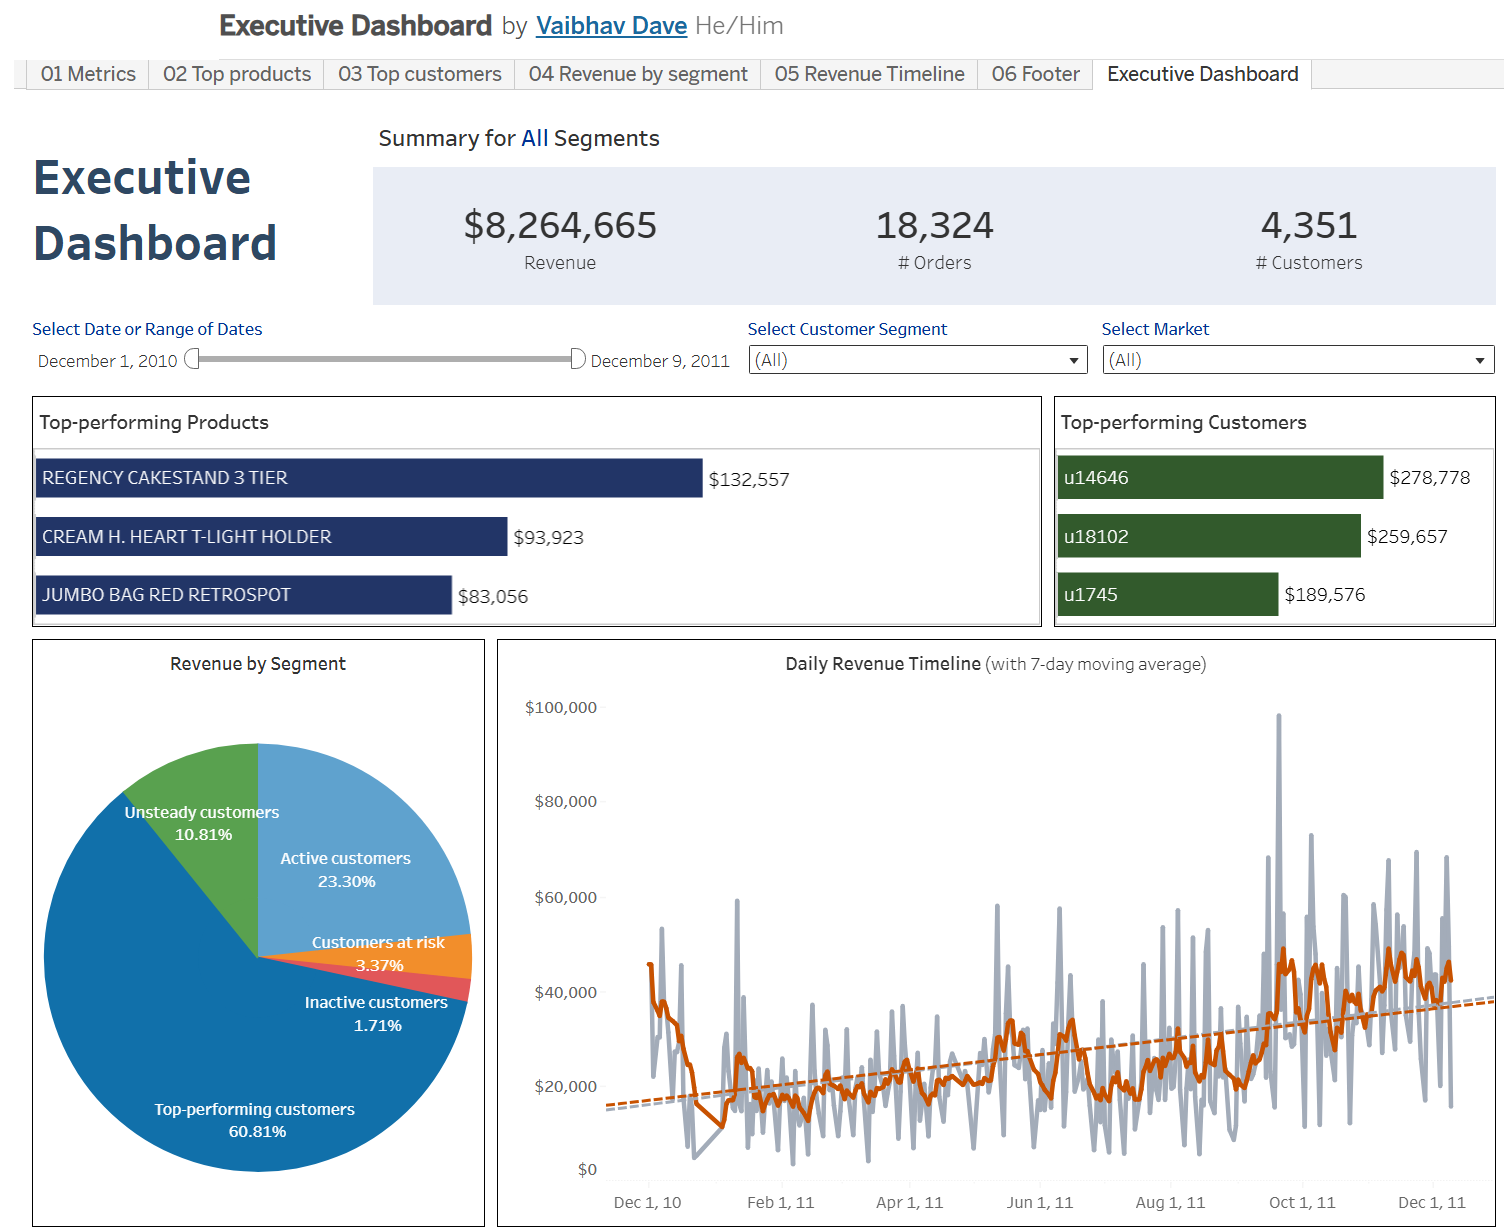 Executive Dashboard by Vaibhav Dave He/Him
01 Metrics 02 Top products 03 Top customers 04 Revenue by segment 05 Revenue Timeline 06 Footer Executive Dashboard
Executive
Dashboard
Summary for All Segments
$8,264,665 18,324 4,351
Revenue # Orders # Customers
Select Date or Range of Dates
December 1, 2010 December 9, 2011
Select Customer Segment
(All)
Select Market
(All)
Top-performing Products
REGENCY CAKESTAND 3 TIER $132,557
CREAM H. HEART T-LIGHT HOLDER $93,923
JUMBO BAG RED RETROSPOT $83,056
Top-performing Customers
u14646 $278,778
u18102 $259,657
u1745 $189,576
Revenue by Segment
Unsteady customers
10.81%
Active customers
23.30%
Customers at risk
3.37%
Inactive customers
1.71%
Top-performing customers
60.81%
Daily Revenue Timeline (with 7-day moving average)
$100,000
$80,000
$60,000
$40,000
$20,000
$0
Dec 1, 10 Feb 1, 11 Apr 1, 11 Jun 1, 11 Aug 1, 11 Oct 1, 11 Dec 1, 11